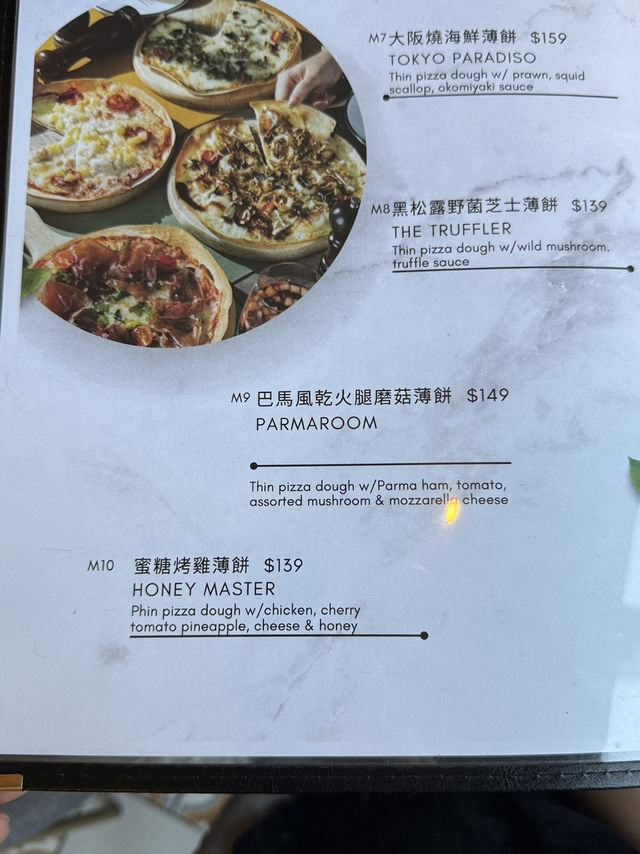 M7 大阪燒海鮮薄餅 $159
TOKYO PARADISO
Thin pizza dough w/ prawn, squid
scallop, okomiyaki sauce
M8 黑松露野菌芝士薄餅 $139
THE TRUFFLER
Thin pizza dough w/wild mushroom.
truffle sauce
M9 巴馬風乾火腿磨菇薄餅 $149
PARMAROOM
Thin pizza dough w/Parma ham, tomato,
assorted mushroom & mozzarella cheese
M10 蜜糖烤雞薄餅 $139
HONEY MASTER
Phin pizza dough w/chicken, cherry
tomato pineapple, cheese & honey